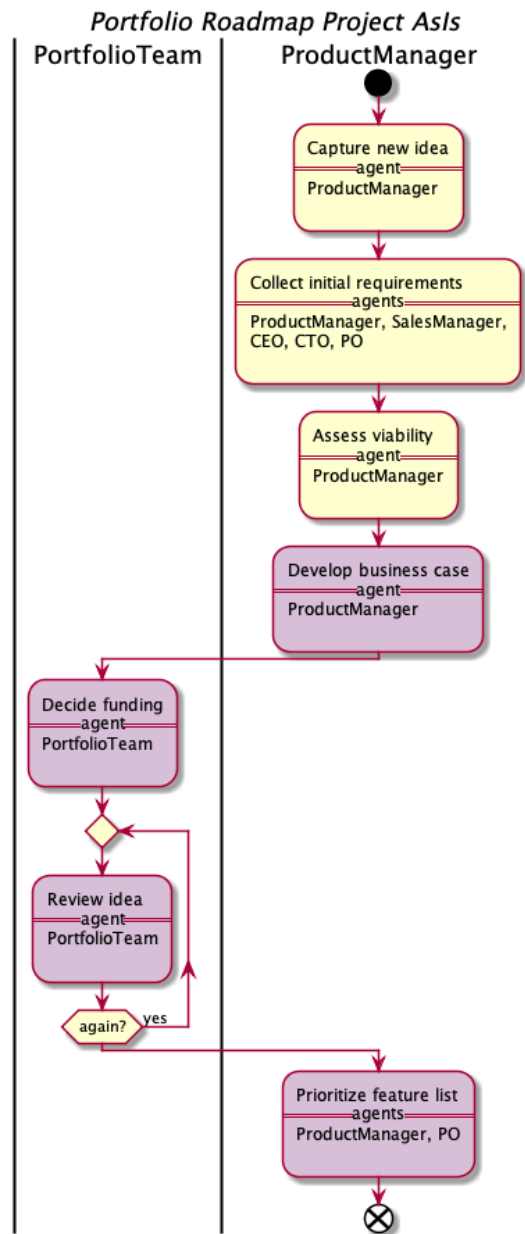 Portfolio Roadmap Project AsIs
PortfolioTeam
ProductManager
Capture new idea
agent
ProductManager
Collect initial requirements
agents
ProductManager, SalesManager,
CEO, CTO, PO
Assess viability
agent
ProductManager
Develop business case
agent
ProductManager
Decide funding
agent
PortfolioTeam
Review idea
agent
PortfolioTeam
again?
yes
Prioritize feature list
agents
ProductManager, PO